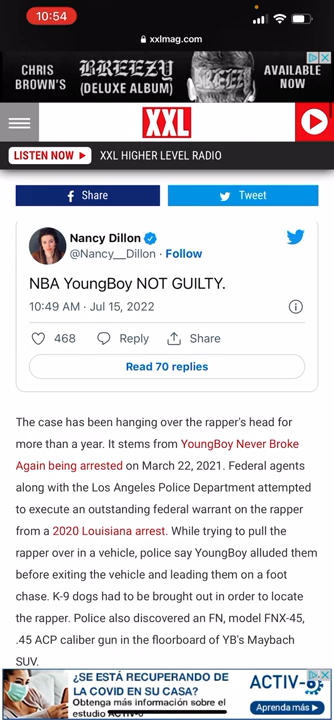 10:54
xxlmag.com
CHRIS BROWN'S BREEZY (DELUXE ALBUM) AVAILABLE NOW
XXL
LISTEN NOW XXL HIGHER LEVEL RADIO
Share Tweet
Nancy Dillon
@Nancy__Dillon · Follow
NBA YoungBoy NOT GUILTY.
10:49 AM · Jul 15, 2022
468 Reply Share
Read 70 replies
The case has been hanging over the rapper's head for
more than a year. It stems from YoungBoy Never Broke
Again being arrested on March 22, 2021. Federal agents
along with the Los Angeles Police Department attempted
to execute an outstanding federal warrant on the rapper
from a 2020 Louisiana arrest. While trying to pull the
rapper over in a vehicle, police say YoungBoy alluded them
before exiting the vehicle and leading them on a foot
chase. K-9 dogs had to be brought out in order to locate
the rapper. Police also discovered an FN, model FNX-45,
.45 ACP caliber gun in the floorboard of YB's Maybach
SUV.
¿SE ESTÁ RECUPERANDO DE
LA COVID EN SU CASA?
Obtenga más información sobre el
estudio ACTIV-6
ACTIV-6
Aprenda más